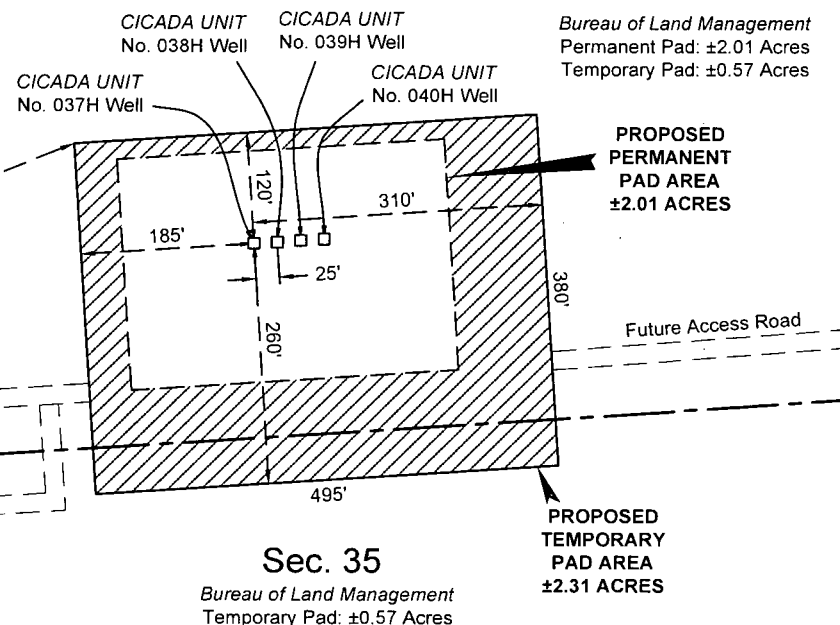 CICADA UNIT
No. 038H Well
CICADA UNIT
No. 039H Well
Bureau of Land Management
Permanent Pad: ±2.01 Acres
Temporary Pad: ±0.57 Acres
CICADA UNIT
No. 037H Well
CICADA UNIT
No. 040H Well
PROPOSED
PERMANENT
PAD AREA
±2.01 ACRES
120'
310'
185'
25'
380'
260'
Future Access Road
495'
PROPOSED
TEMPORARY
PAD AREA
±2.31 ACRES
Sec. 35
Bureau of Land Management
Temporary Pad: ±0.57 Acres